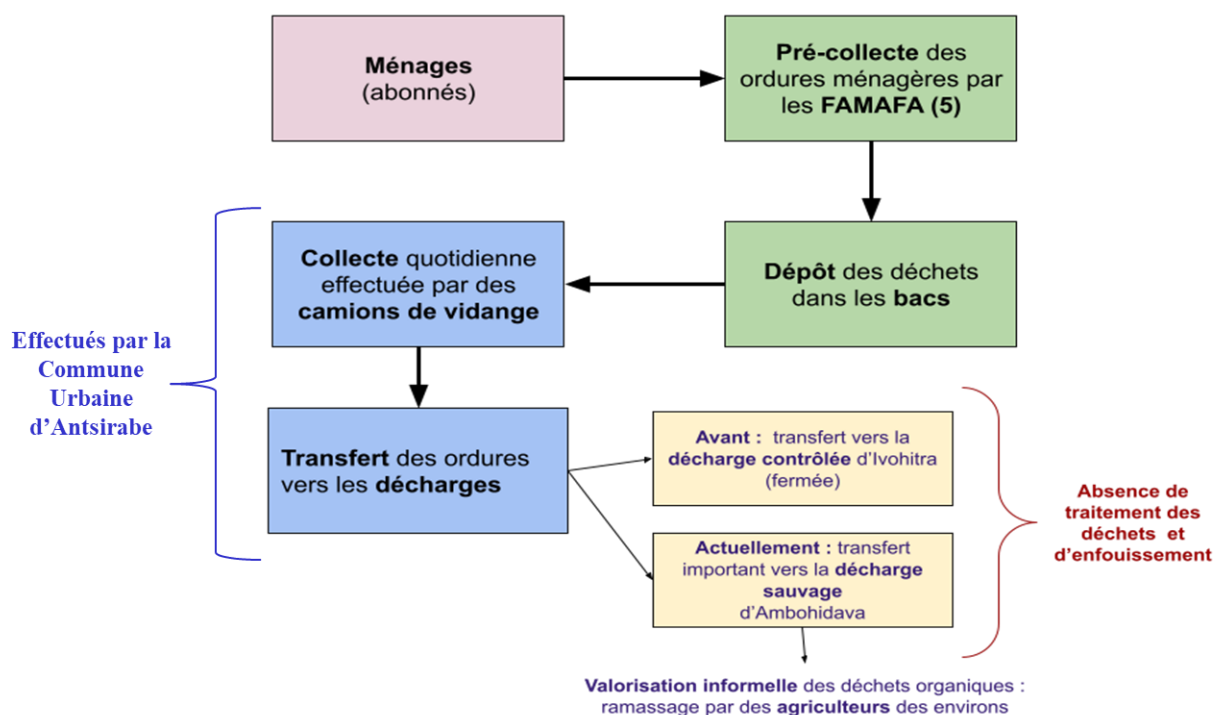 Ménages
(abonnés)
Pré-collecte des
ordures ménagères par
les FAMAFA (5)
Collecte quotidienne
effectuée par des
camions de vidange
Dépôt des déchets
dans les bacs
Effectués par la
Commune
Urbaine
d’Antsirabe
Transfert des ordures
vers les décharges
Avant : transfert vers la
décharge contrôlée d’Ivohitra
(fermée)
Actuellement : transfert
important vers la décharge
sauvage
d’Ambohidava
Absence de
traitement des
déchets et
d’enfouissement
Valorisation informelle des déchets organiques :
ramassage par des agriculteurs des environs